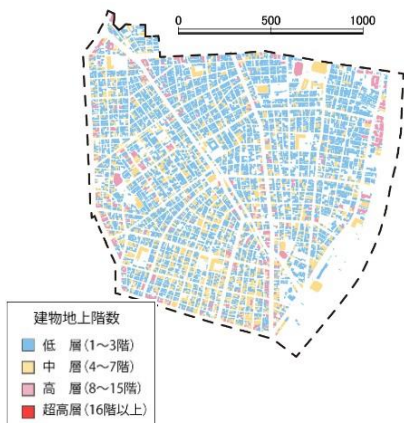 0 500 1000
建物地上階数
低 層(1〜3階)
中 層(4〜7階)
高 層(8〜15階)
超高層(16階以上)